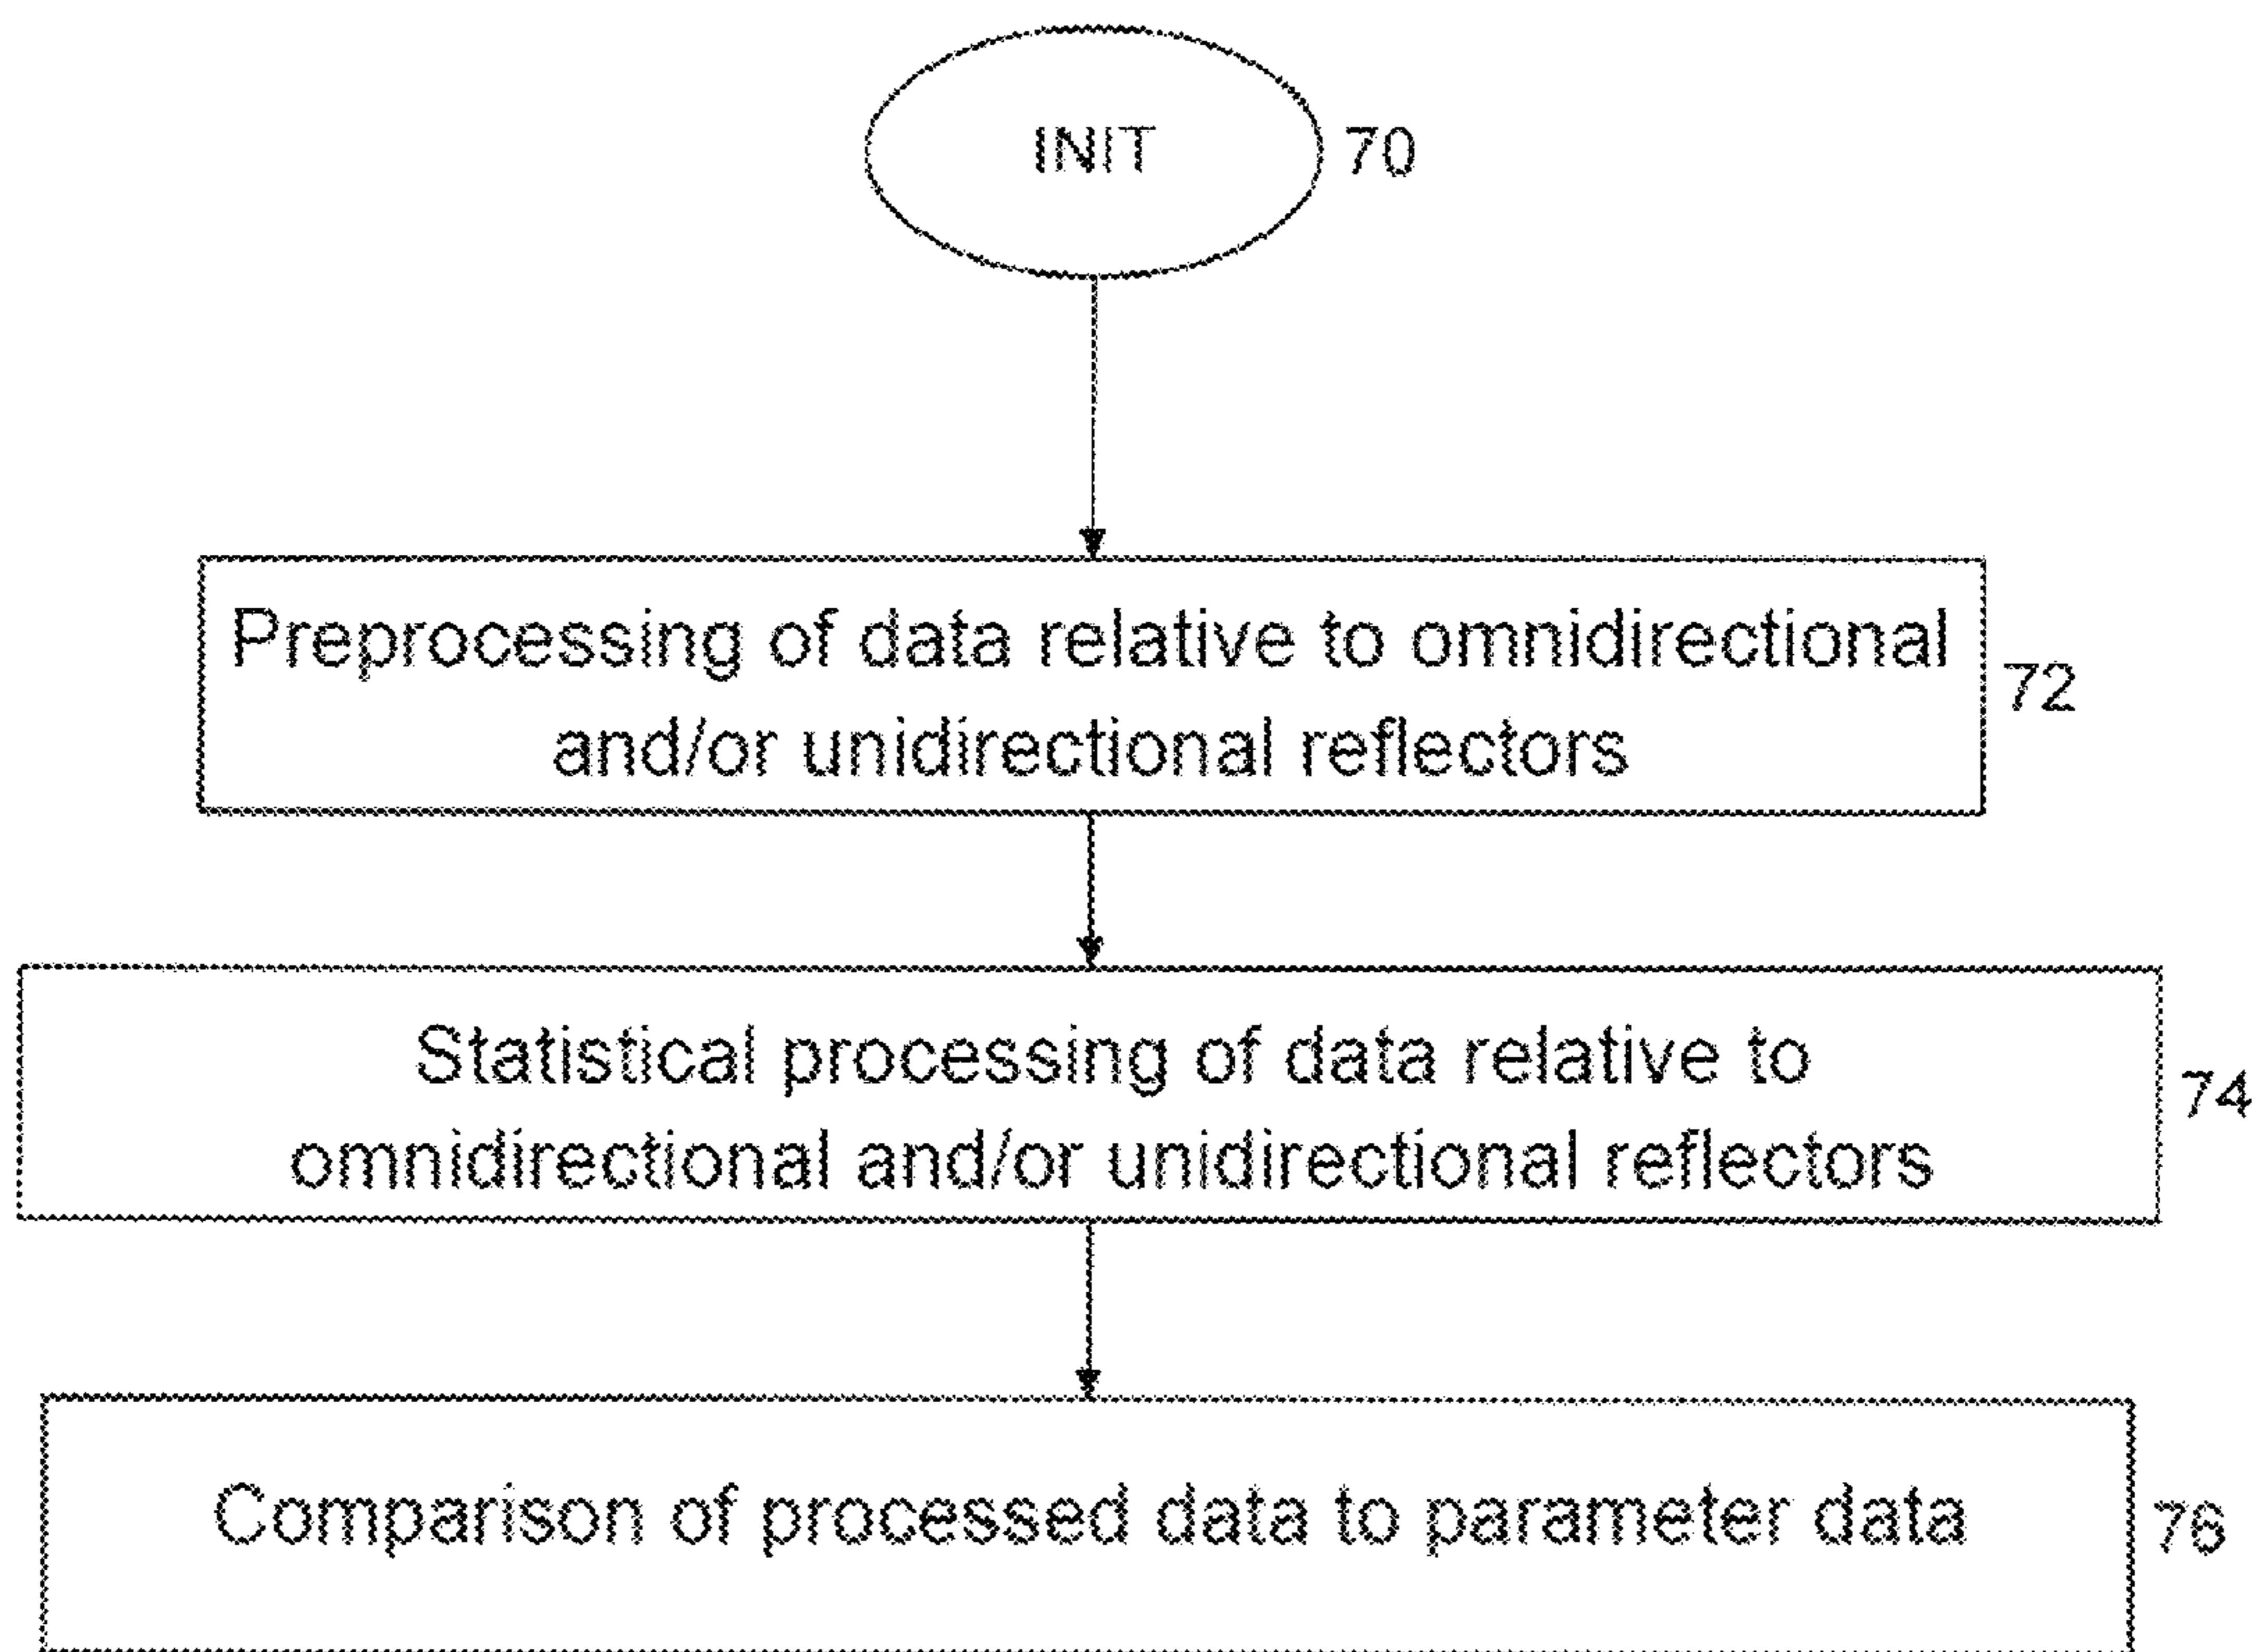 INIT 70
Preprocessing of data relative to omnidirectional
and/or unidirectional reflectors
72
Statistical processing of data relative to
omnidirectional and/or unidirectional reflectors
74
Comparison of processed data to parameter data 76